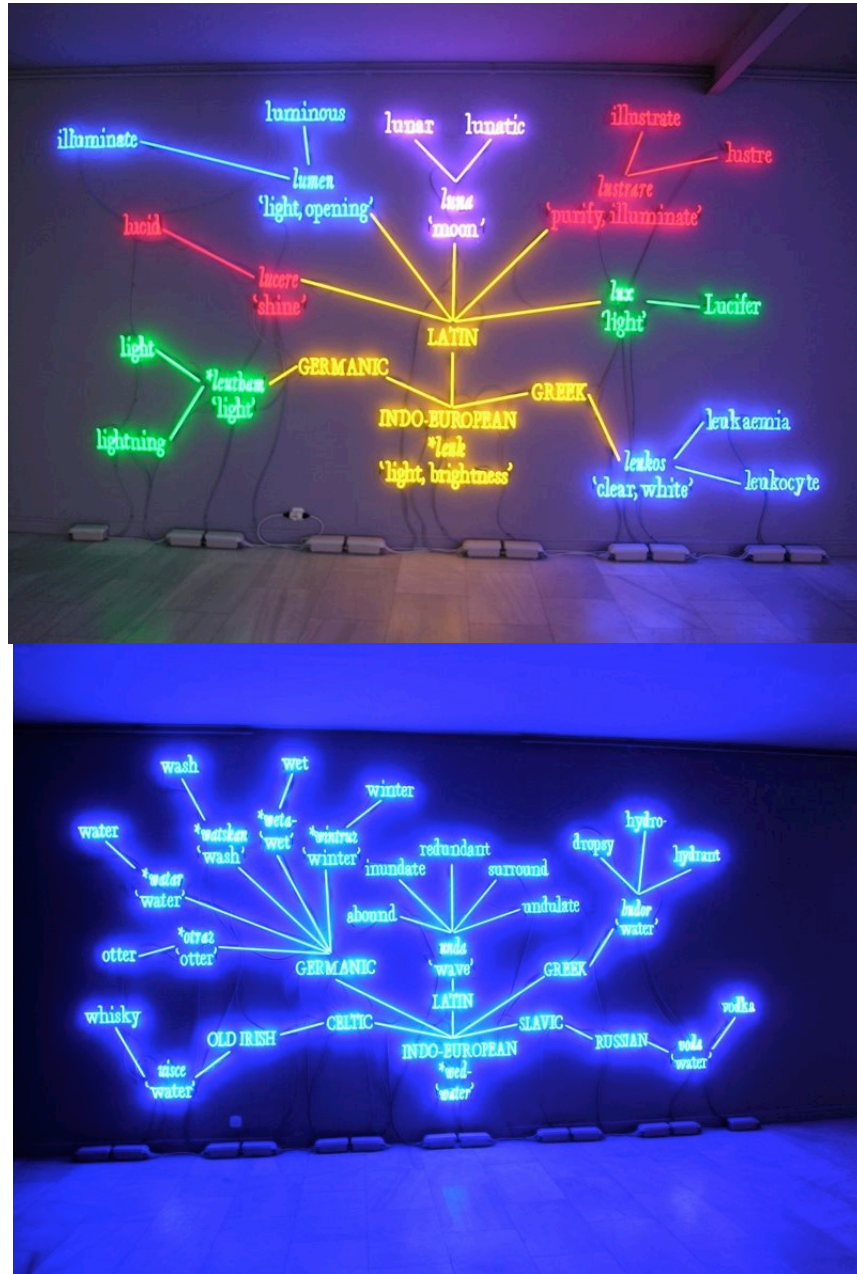 luminous
illuminate
lumen
'light, opening'
lunar lunatic
luna
'moon'
illustrate
lustre
lustrare
'purify, illuminate'
lucid
lucere
'shine'
lux
'light'
Lucifer
LATIN
light
lightning
*leuhtam
'light'
GERMANIC
GREEK
INDO-EUROPEAN
*leuk
'light, brightness'
leukos
'clear, white'
leukaemia
leukocyte
wash
wet
winter
water
*watskan
'wash'
*weta-
'wet'
*wintruz
'winter'
*watar
'water'
otter
*otraz
'otter'
GERMANIC
redundant
inundate
surround
abound
undulate
unda
'wave'
LATIN
hydro-
dropsy
hydrant
hudor
'water'
GREEK
whisky
uisce
'water'
OLD IRISH
CELTIC
INDO-EUROPEAN
*wed-
'water'
SLAVIC
RUSSIAN
voda
'water'
vodka